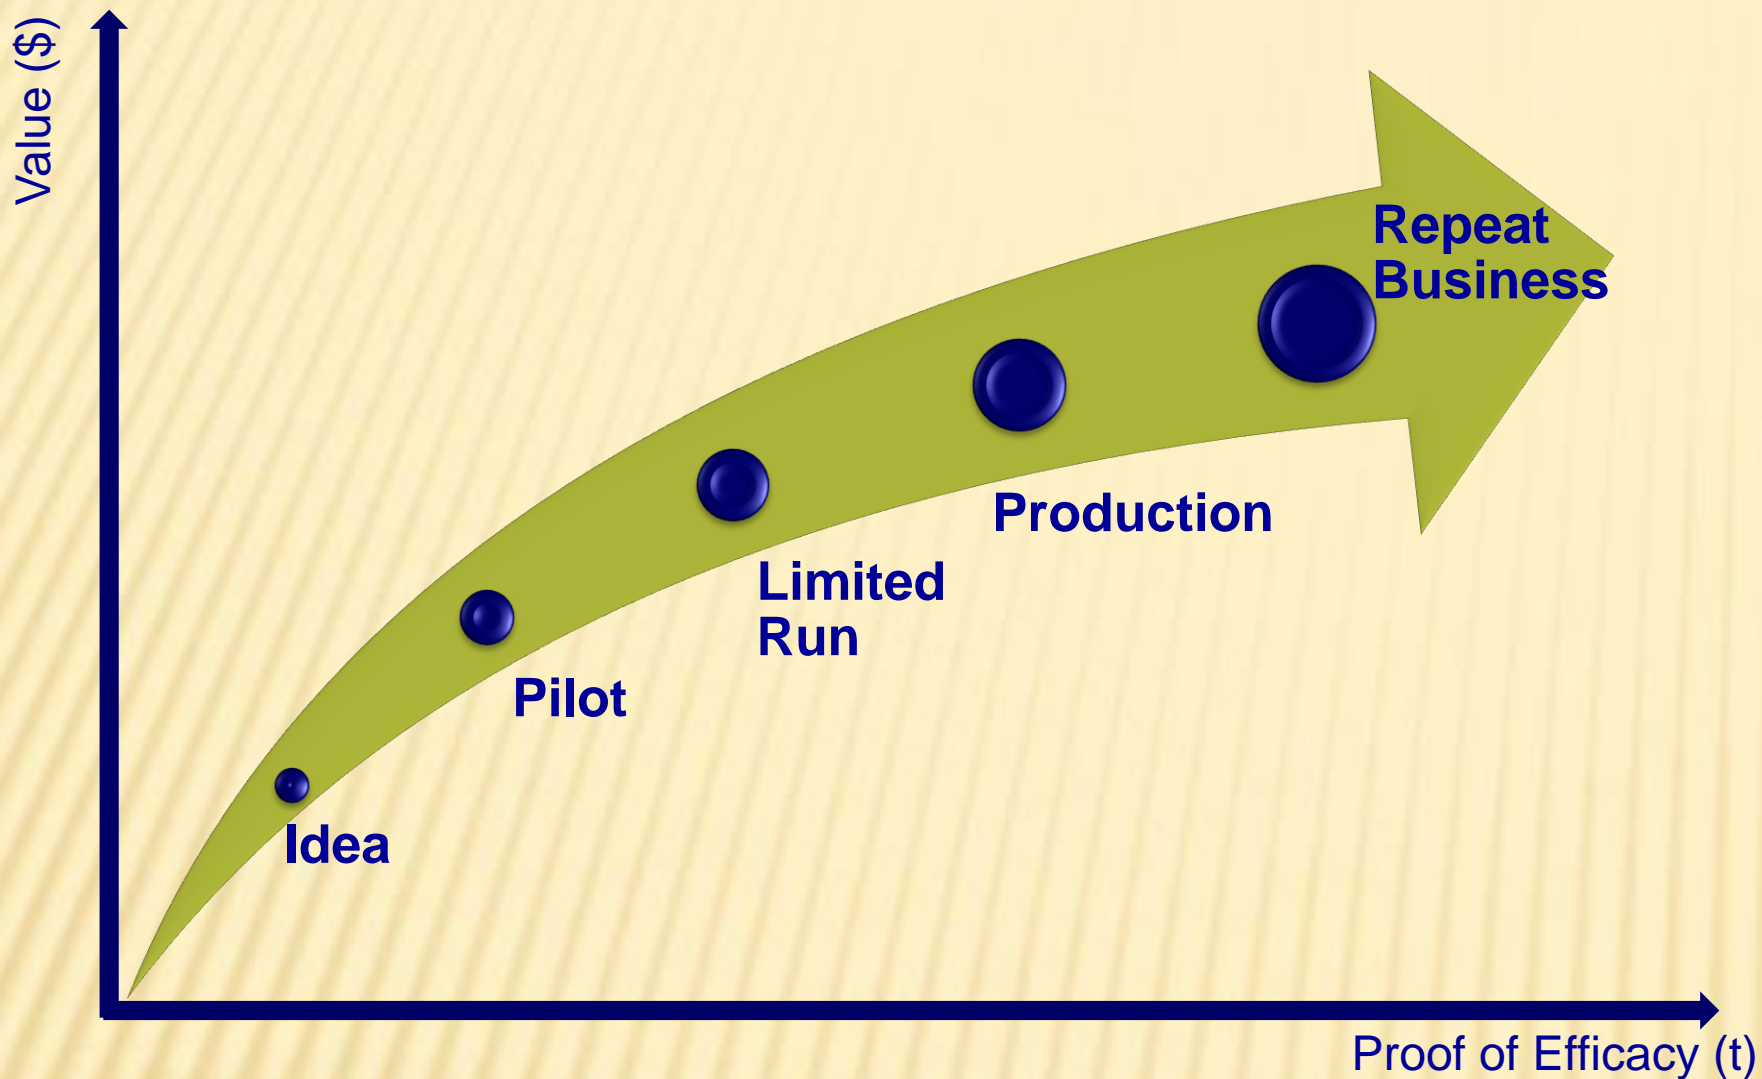 Value ($)
Repeat
Business
Production
Limited
Run
Pilot
Idea
Proof of Efficacy (t)